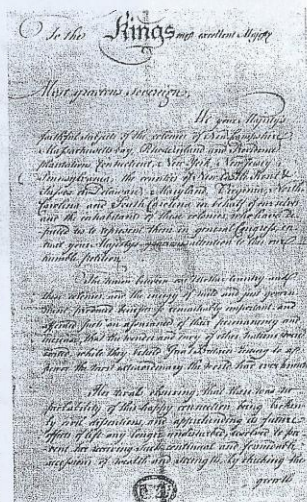 To the Kings most excellent Majesty
Most gracious Sovereign,
We your Majesty's
faithful subjects of the colonies of New Hampshire
Massachusetts bay, Rhode island and Providence
plantations, Connecticut, New York, New Jersey
Pennsylvania, the counties of New Castle, Kent &
Sussex on Delaware, Maryland, Virginia, North
Carolina and South Carolina in behalf of ourselves
and the inhabitants of these colonies, who have de
puted us to represent them in general Congress, en
treat your Majestys gracious attention to this our
humble petition.
The union between our Mother Country and
these colonies, and the energy of mild and just govern
ment, produced benefits so remarkably important, and
afforded such an assurance of their permanency and
increase, that the wonder and envy of other Nations were
excited, while they beheld Great Britain riseing to a
power the most extraordinary the world had ever known
Her rivals observing, that there was no
probability of this happy connection being broken
by civil dissentions, and apprehending its future
effects if left any longer undisturbed, resolved to pre
vent her receiving such continual and formidable
accessions of wealth and strength, by checking the
growth